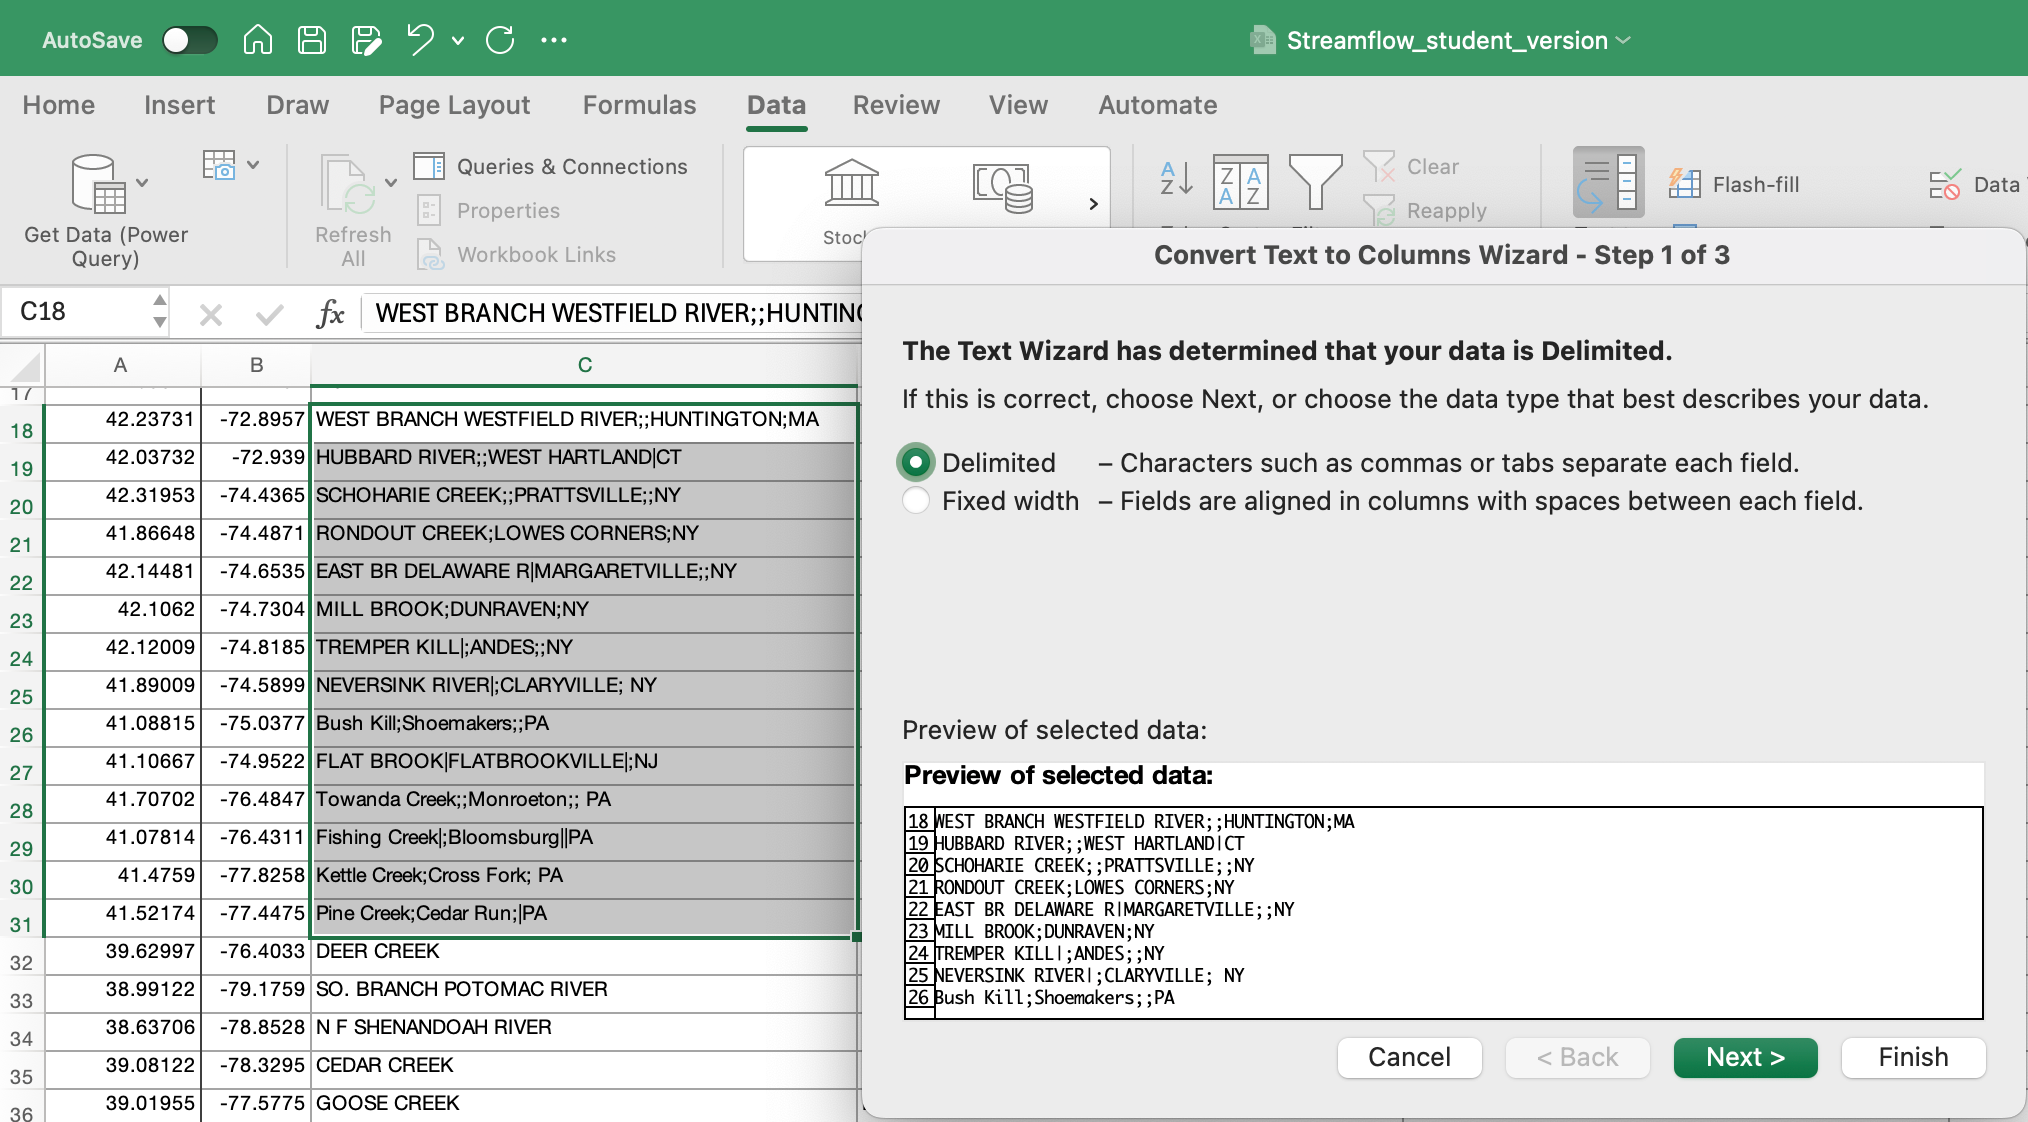 AutoSave
Streamflow_student_version
Home Insert Draw Page Layout Formulas Data Review View Automate
Get Data (Power Query)
Refresh All
Queries & Connections
Properties
Workbook Links
Clear
Reapply
Flash-fill
Data
C18
fx WEST BRANCH WESTFIELD RIVER;;HUNTING
A B C
17
18 42.23731 -72.8957 WEST BRANCH WESTFIELD RIVER;;HUNTINGTON;MA
19 42.03732 -72.939 HUBBARD RIVER;;WEST HARTLAND|CT
20 42.31953 -74.4365 SCHOHARIE CREEK;;PRATTSVILLE;;NY
21 41.86648 -74.4871 RONDOUT CREEK;LOWES CORNERS;NY
22 42.14481 -74.6535 EAST BR DELAWARE R|MARGARETVILLE;;NY
23 42.1062 -74.7304 MILL BROOK;DUNRAVEN;NY
24 42.12009 -74.8185 TREMPER KILL|;ANDES;;NY
25 41.89009 -74.5899 NEVERSINK RIVER|;CLARYVILLE; NY
26 41.08815 -75.0377 Bush Kill;Shoemakers;;PA
27 41.10667 -74.9522 FLAT BROOK|FLATBROOKVILLE|;NJ
28 41.70702 -76.4847 Towanda Creek;;Monroeton;; PA
29 41.07814 -76.4311 Fishing Creek|;Bloomsburg||PA
30 41.4759 -77.8258 Kettle Creek;Cross Fork; PA
31 41.52174 -77.4475 Pine Creek;Cedar Run;|PA
32 39.62997 -76.4033 DEER CREEK
33 38.99122 -79.1759 SO. BRANCH POTOMAC RIVER
34 38.63706 -78.8528 N F SHENANDOAH RIVER
35 39.08122 -78.3295 CEDAR CREEK
36 39.01955 -77.5775 GOOSE CREEK
Convert Text to Columns Wizard - Step 1 of 3
The Text Wizard has determined that your data is Delimited.
If this is correct, choose Next, or choose the data type that best describes your data.
Delimited – Characters such as commas or tabs separate each field.
Fixed width – Fields are aligned in columns with spaces between each field.
Preview of selected data:
Preview of selected data:
18 WEST BRANCH WESTFIELD RIVER;;HUNTINGTON;MA
19 HUBBARD RIVER;;WEST HARTLAND|CT
20 SCHOHARIE CREEK;;PRATTSVILLE;;NY
21 RONDOUT CREEK;LOWES CORNERS;NY
22 EAST BR DELAWARE R|MARGARETVILLE;;NY
23 MILL BROOK;DUNRAVEN;NY
24 TREMPER KILL|;ANDES;;NY
25 NEVERSINK RIVER|;CLARYVILLE; NY
26 Bush Kill;Shoemakers;;PA
Cancel < Back Next > Finish